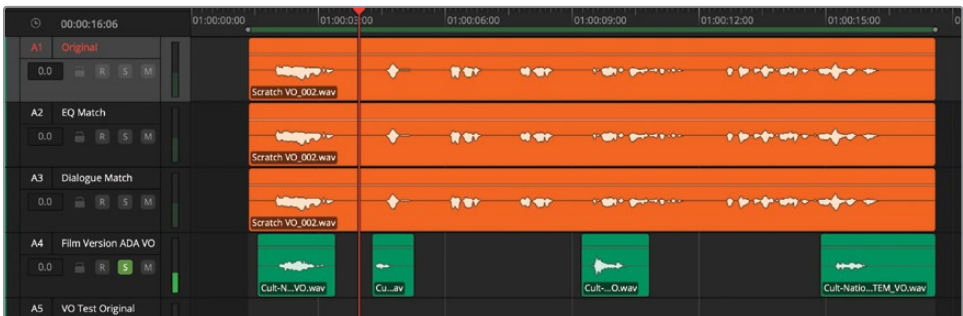 00:00:16:06 01:00:00:00 01:00:03:00 01:00:06:00 01:00:09:00 01:00:12:00 01:00:15:00 0
A1 Original
0.0 R S M
Scratch VO_002.wav
A2 EQ Match
0.0 R S M
Scratch VO_002.wav
A3 Dialogue Match
0.0 R S M
Scratch VO_002.wav
A4 Film Version ADA VO
0.0 R S M
Cult-N...VO.wav Cu...av Cult-...O.wav Cult-Natio...TEM_VO.wav
A5 VO Test Original